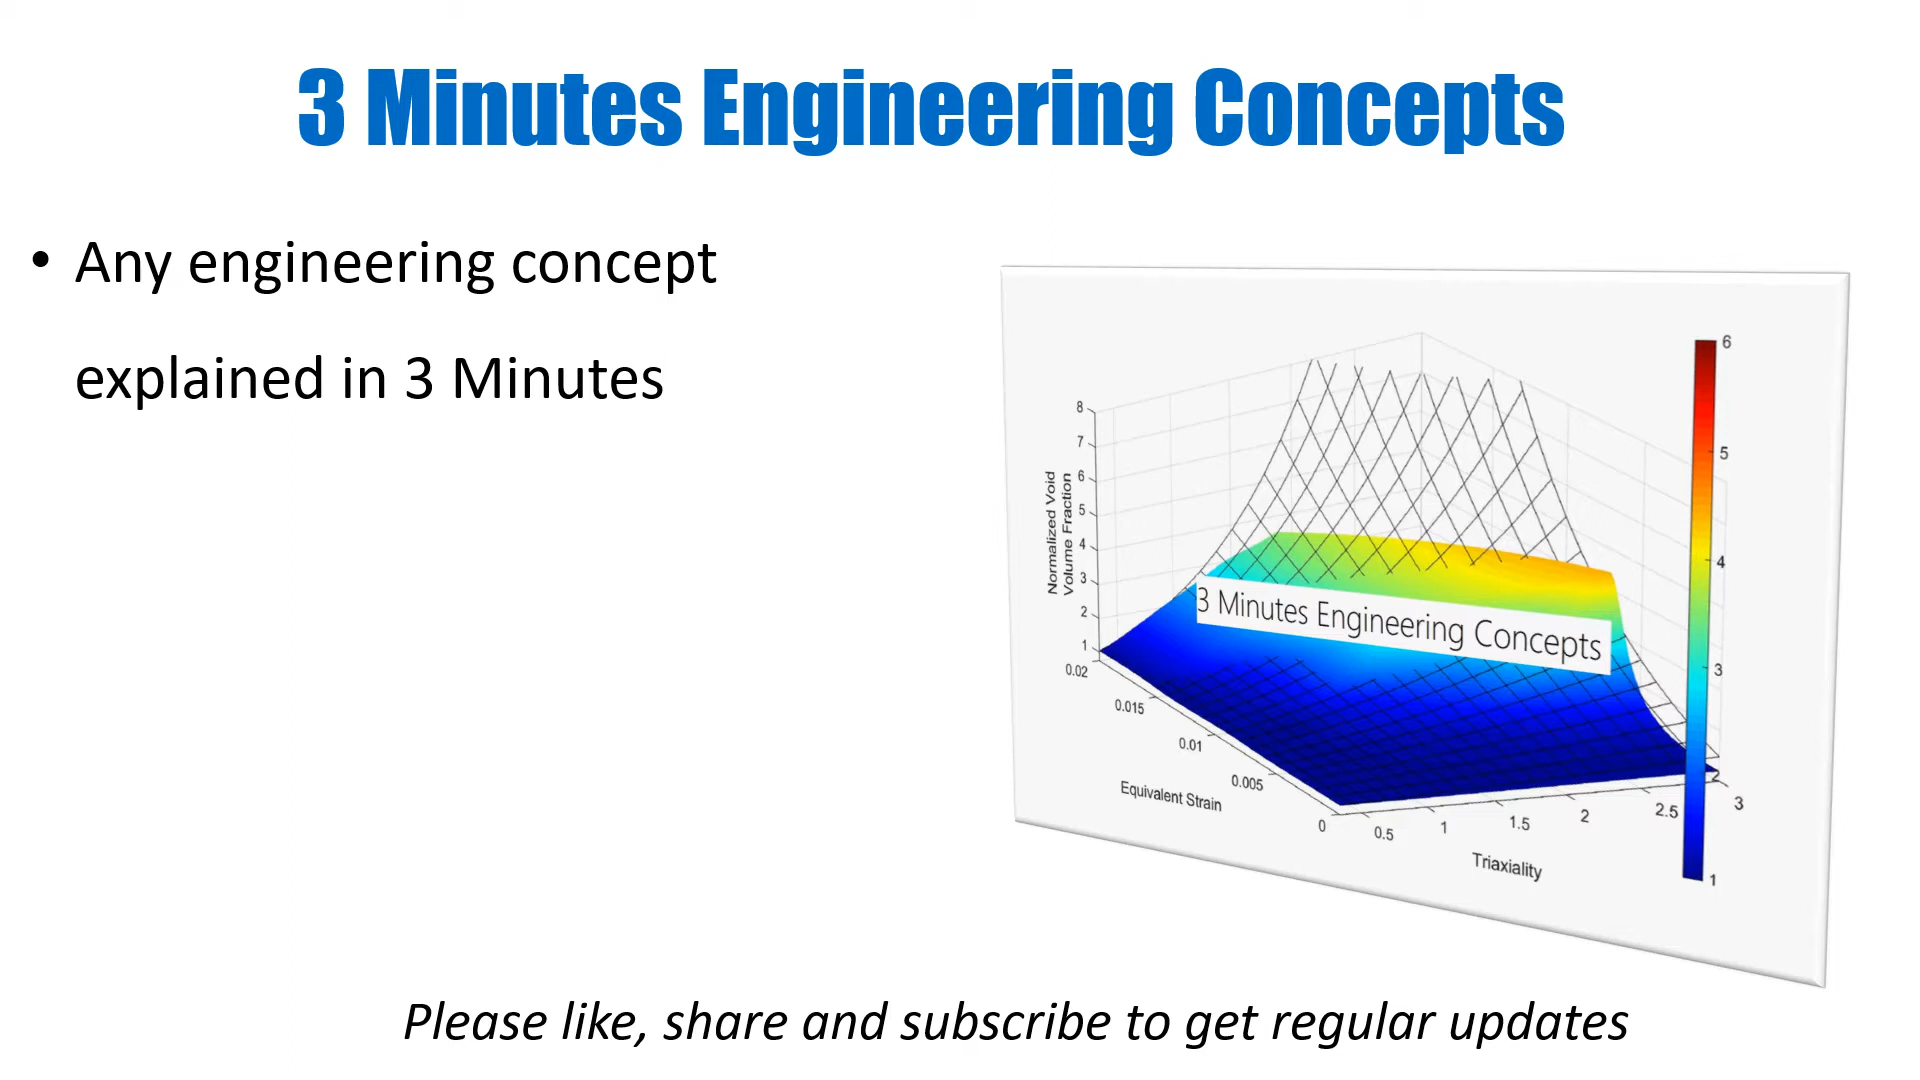 3 Minutes Engineering Concepts
• Any engineering concept
explained in 3 Minutes
8
7
6
5
4
3
2
1
Normalized Void
Volume Fraction
0.02
0.015
0.01
0.005
0
Equivalent Strain
0.5
1
1.5
2
2.5
3
Triaxiality
3 Minutes Engineering Concepts
6
5
4
3
2
1
Please like, share and subscribe to get regular updates